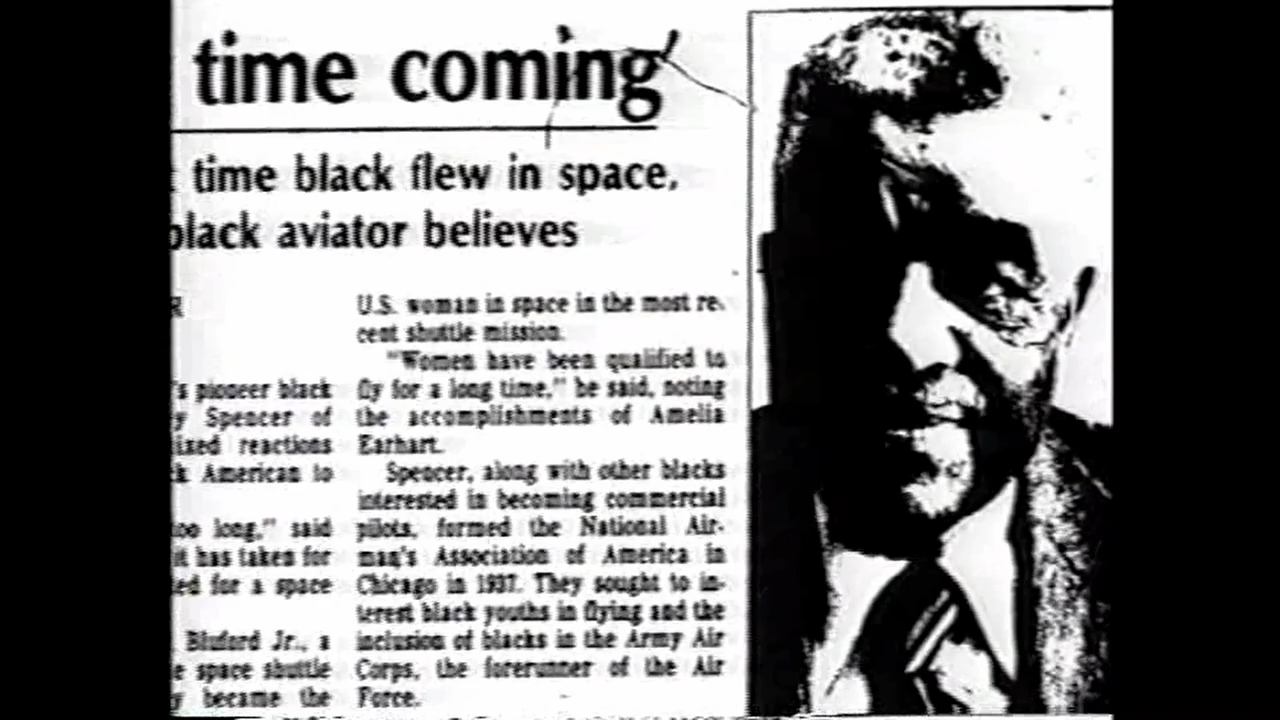 time coming
time black flew in space,
black aviator believes
R
's pioneer black
y Spencer of
ized reactions
k American to
too long," said
it has taken for
ed for a space
Bluford Jr., a
e space shuttle
y became the
U.S. woman in space in the most re-
cent shuttle mission.
"Women have been qualified to
fly for a long time," he said, noting
the accomplishments of Amelia
Earhart.
Spencer, along with other blacks
interested in becoming commercial
pilots, formed the National Air-
man's Association of America in
Chicago in 1937. They sought to in-
terest black youths in flying and the
inclusion of blacks in the Army Air
Corps, the forerunner of the Air
Force.